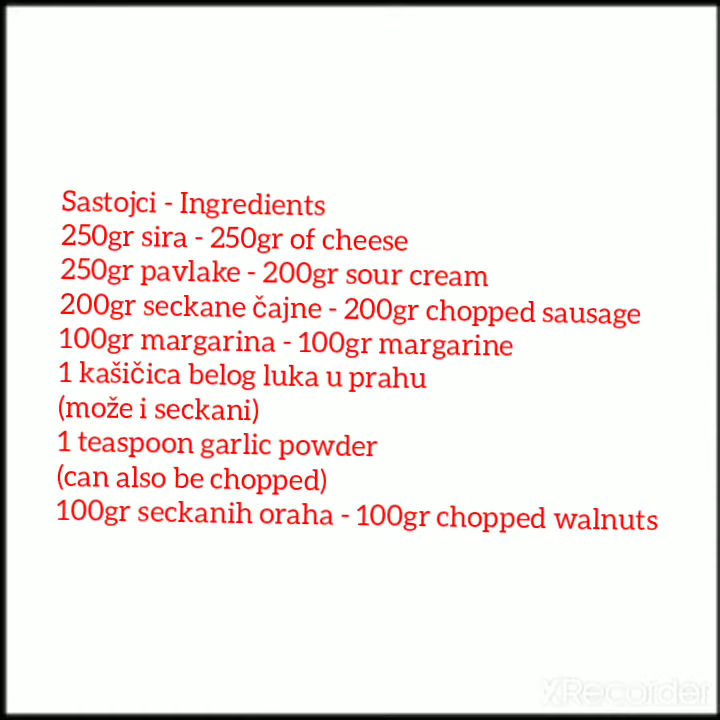 Sastojci - Ingredients
250gr sira - 250gr of cheese
250gr pavlake - 200gr sour cream
200gr seckane čajne - 200gr chopped sausage
100gr margarina - 100gr margarine
1 kašičica belog luka u prahu
(može i seckani)
1 teaspoon garlic powder
(can also be chopped)
100gr seckanih oraha - 100gr chopped walnuts
XRecorder